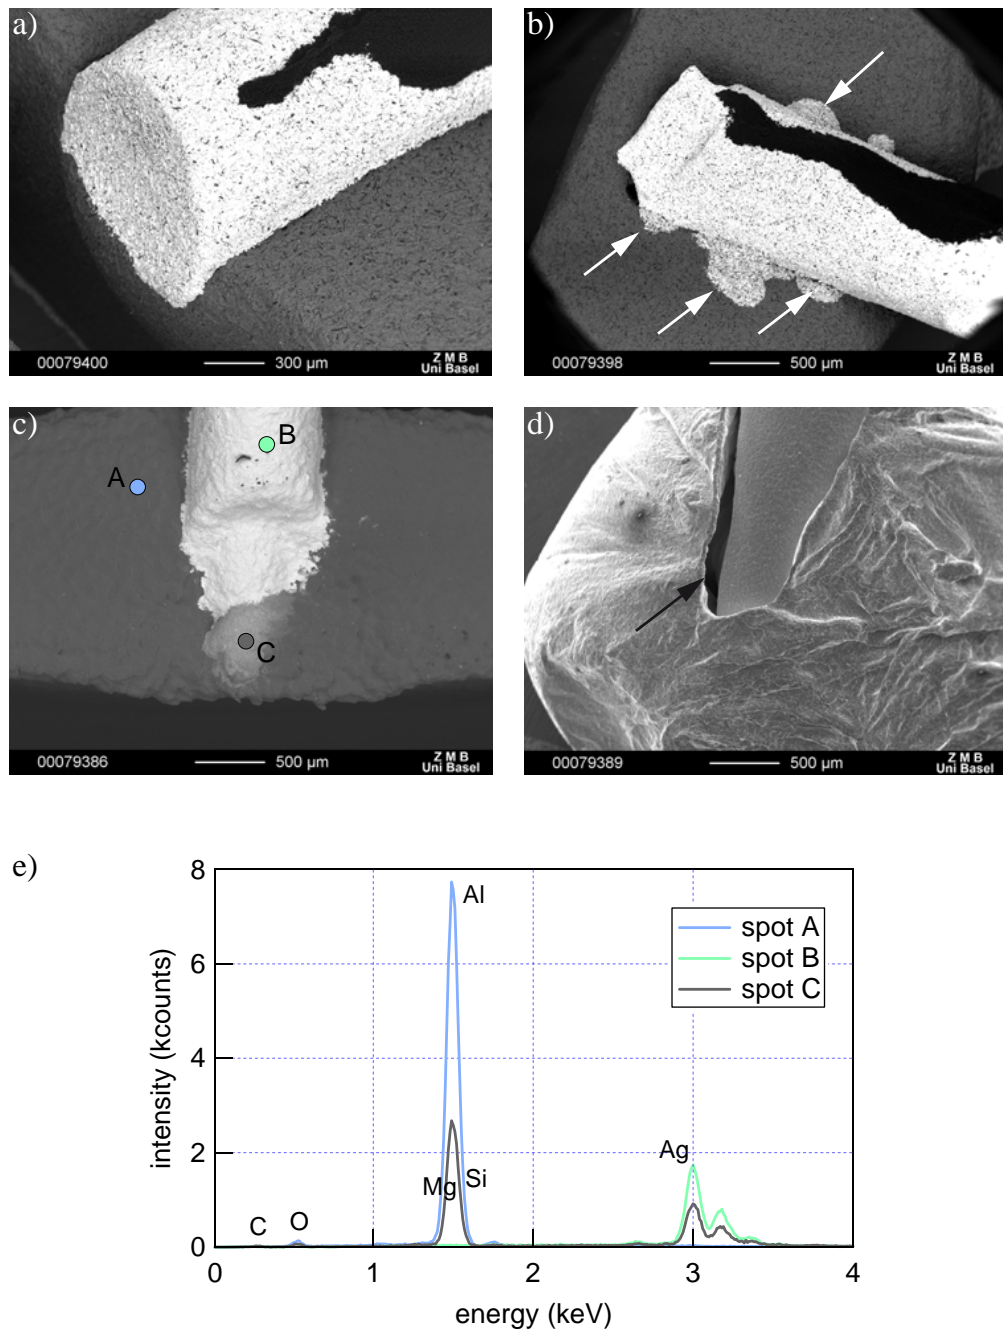 a)
00079400 300 µm Z M B
Uni Basel
b)
00079398 500 µm Z M B
Uni Basel
c)
A
B
C
00079386 500 µm Z M B
Uni Basel
d)
00079389 500 µm Z M B
Uni Basel
e)
8
6
4
2
0
intensity (kcounts)
Al
Mg Si
C O
Ag
spot A
spot B
spot C
0 1 2 3 4
energy (keV)